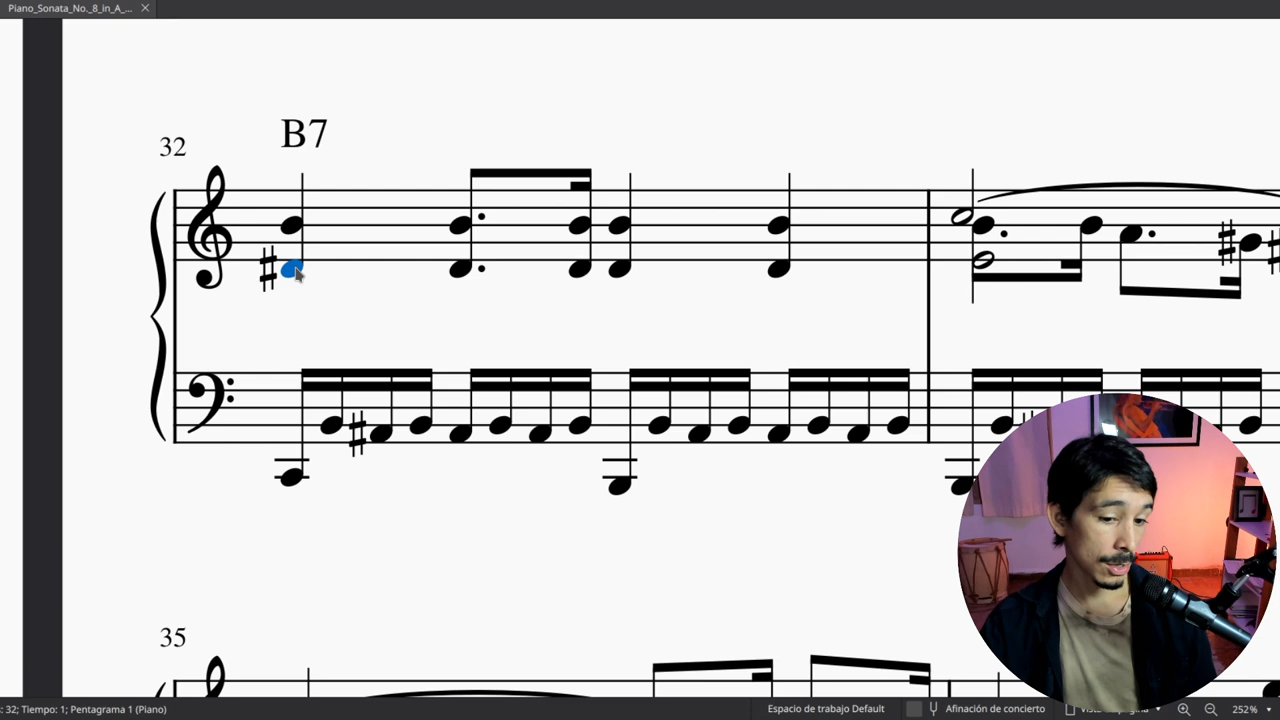 Piano_Sonata_No._8_in_A_...
B7
32
35
: 32; Tiempo: 1; Pentagrama 1 (Piano)
Espacio de trabajo Default
Afinación de concierto
252%